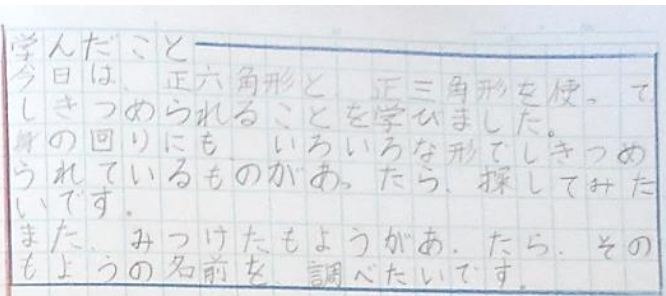 学んだこと
今日は、正六角形と、正三角形を使って
しきつめられることを学びました。
身の回りにも、いろいろな形でしきつめ
られているものがあったら、探してみた
いです。
また、みつけたもようがあったら、その
もようの名前を、調べたいです。